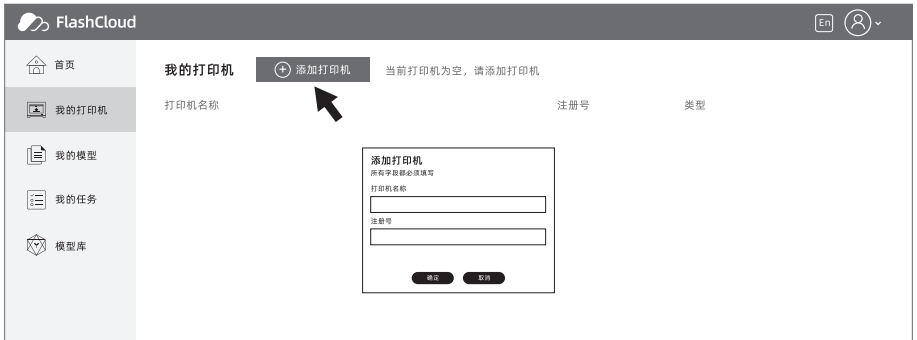 FlashCloud
En
首页
我的打印机
我的模型
我的任务
模型库
我的打印机
添加打印机
当前打印机为空，请添加打印机
打印机名称
注册号
类型
添加打印机
所有字段都必须填写
打印机名称
注册号
确定
取消